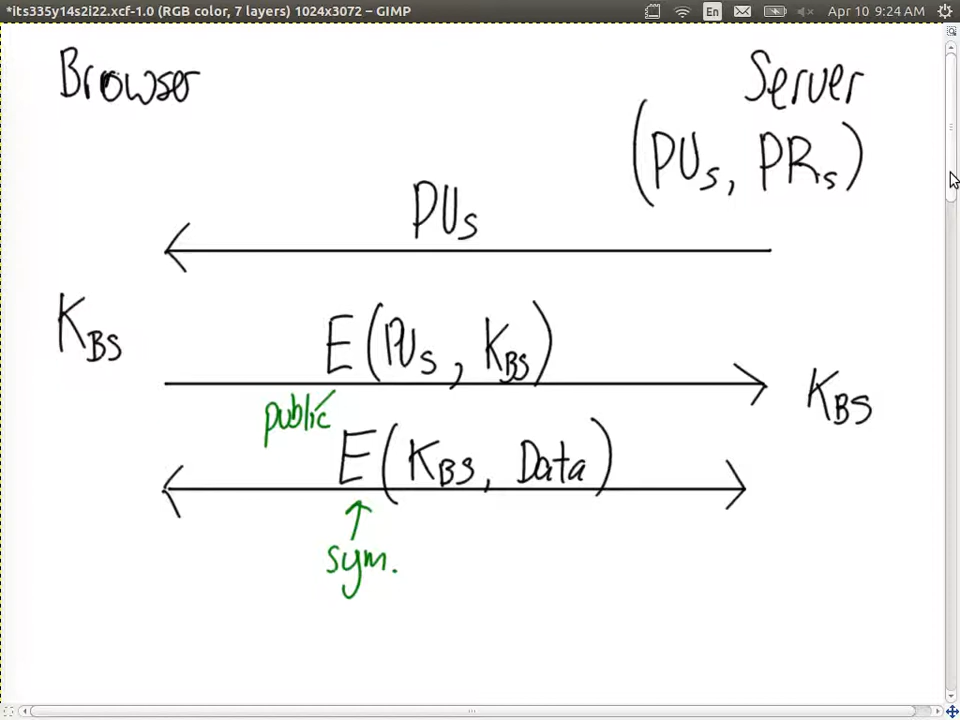 *its335y14s2i22.xcf-1.0 (RGB color, 7 layers) 1024x3072 – GIMP
En
Apr 10 9:24 AM
Browser
Server
(PUs, PRs)
PUs
KBS
E(PUs, KBS)
KBS
public
E(KBS, Data)
sym.